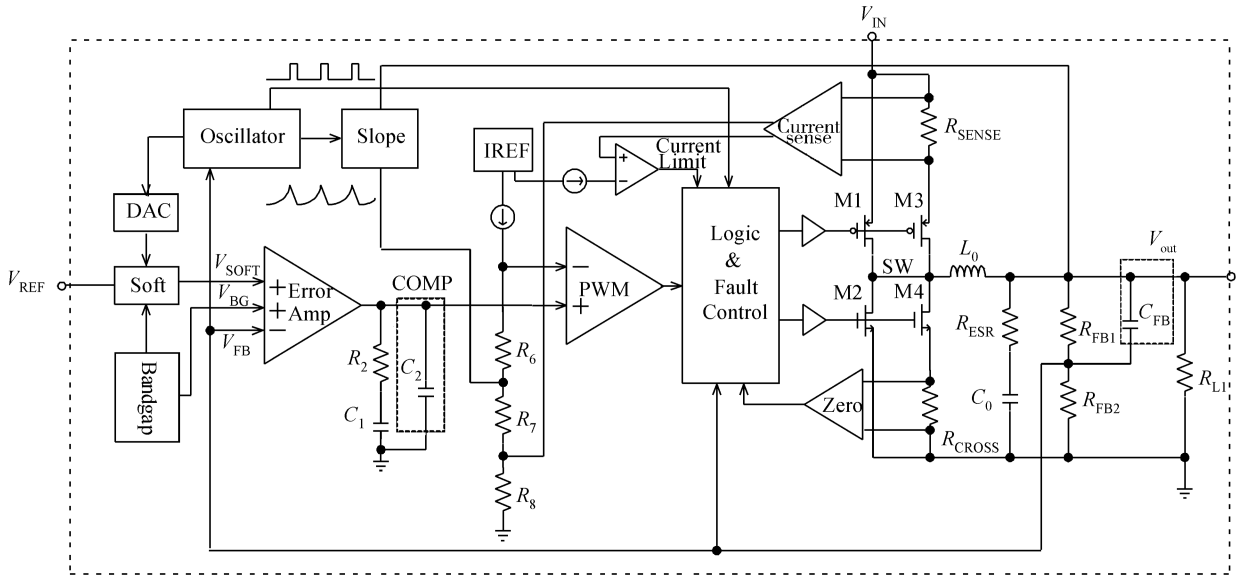 V_IN
Oscillator
Slope
Current
sense
R_SENSE
IREF
Current
Limit
+
−
DAC
M1
M3
Logic
&
Fault
Control
V_out
V_REF
Soft
V_SOFT
V_BG
V_FB
+
+
−
Error
Amp
COMP
−
+
PWM
SW
L_0
M2
M4
R_ESR
R_FB1
C_FB
Bandgap
R_2
C_2
R_6
C_1
R_7
Zero
C_0
R_FB2
R_L1
R_CROSS
R_8